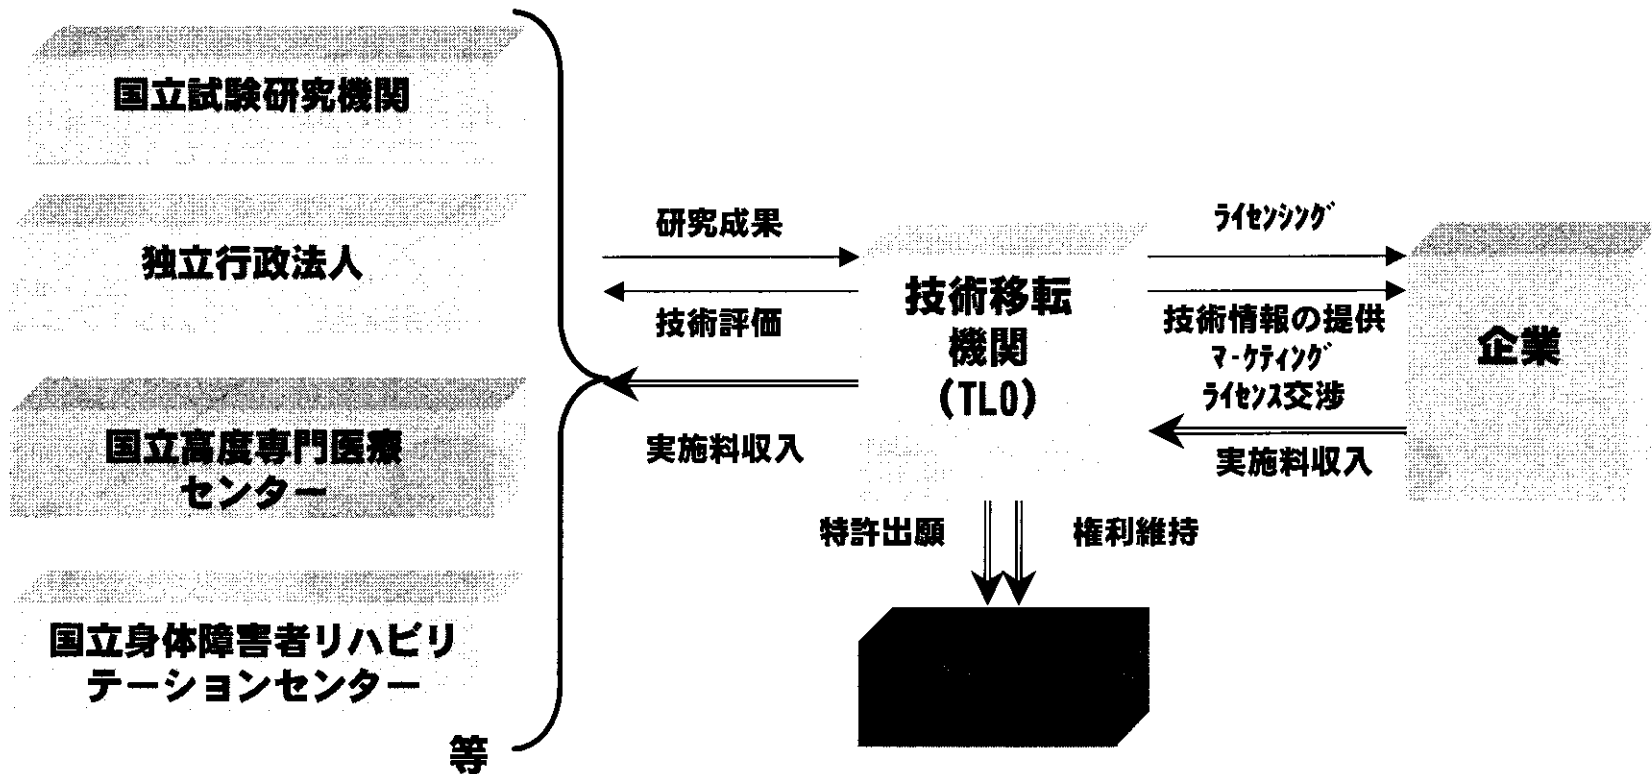 国立試験研究機関
独立行政法人
国立高度専門医療
センター
国立身体障害者リハビリ
テーションセンター
等
研究成果
技術評価
実施料収入
技術移転
機関
(TLO)
ﾗｲｾﾝｼﾝｸﾞ
技術情報の提供
ﾏｰｹﾃｨﾝｸﾞ
ﾗｲｾﾝｽ交渉
実施料収入
企業
特許出願
権利維持